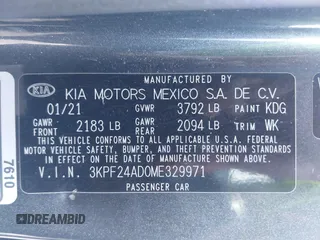 MANUFACTURED BY
KIA KIA MOTORS MEXICO S.A. DE C.V.
01/21 GVWR 3792 LB PAINT KDG
GAWR FRONT 2183 LB GAWR REAR 2094 LB TRIM WK
THIS VEHICLE CONFORMS TO ALL APPLICABLE U.S. FEDERAL
MOTOR VEHICLE SAFETY, BUMPER, AND THEFT PREVENTION
STANDARDS IN EFFECT ON THE DATE OF MANUFACTURE SHOWN ABOVE.
V.I.N. 3KPF24AD0ME329971
PASSENGER CAR
7610
DREAMBID